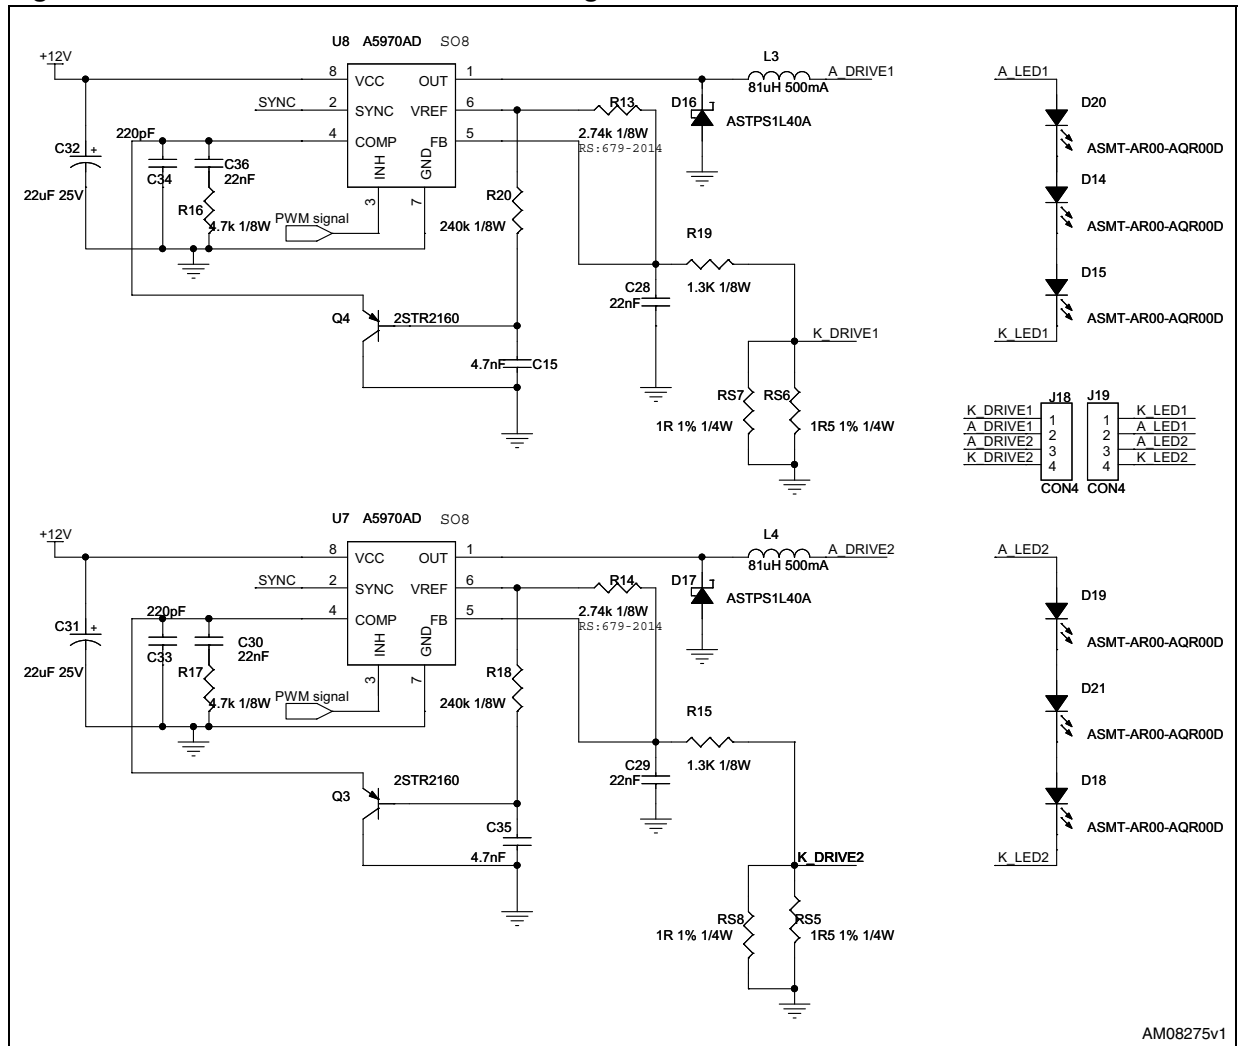 U8 A5970AD SO8
+12V
8 VCC OUT 1
SYNC 2 SYNC VREF 6
4 COMP FB 5
INH GND
3 7
220pF
C32
22uF 25V
C34
C36
22nF
R16
4.7k 1/8W
PWM signal
R20
240k 1/8W
R13
2.74k 1/8W
RS:679-2014
D16
ASTPS1L40A
L3
81uH 500mA
A_DRIVE1
R19
1.3K 1/8W
C28
22nF
Q4
2STR2160
4.7nF C15
K_DRIVE1
RS7
1R 1% 1/4W
RS6
1R5 1% 1/4W
A_LED1
D20
ASMT-AR00-AQR00D
D14
ASMT-AR00-AQR00D
D15
ASMT-AR00-AQR00D
K_LED1
J18 J19
K_DRIVE1 1 1 K_LED1
A_DRIVE1 2 2 A_LED1
A_DRIVE2 3 3 A_LED2
K_DRIVE2 4 4 K_LED2
CON4 CON4
U7 A5970AD SO8
+12V
8 VCC OUT 1
SYNC 2 SYNC VREF 6
4 COMP FB 5
INH GND
3 7
220pF
C31
22uF 25V
C33
C30
22nF
R17
4.7k 1/8W
PWM signal
R18
240k 1/8W
R14
2.74k 1/8W
RS:679-2014
D17
ASTPS1L40A
L4
81uH 500mA
A_DRIVE2
R15
1.3K 1/8W
C29
22nF
Q3
2STR2160
C35
4.7nF
K_DRIVE2
RS8
1R 1% 1/4W
RS5
1R5 1% 1/4W
A_LED2
D19
ASMT-AR00-AQR00D
D21
ASMT-AR00-AQR00D
D18
ASMT-AR00-AQR00D
K_LED2
AM08275v1